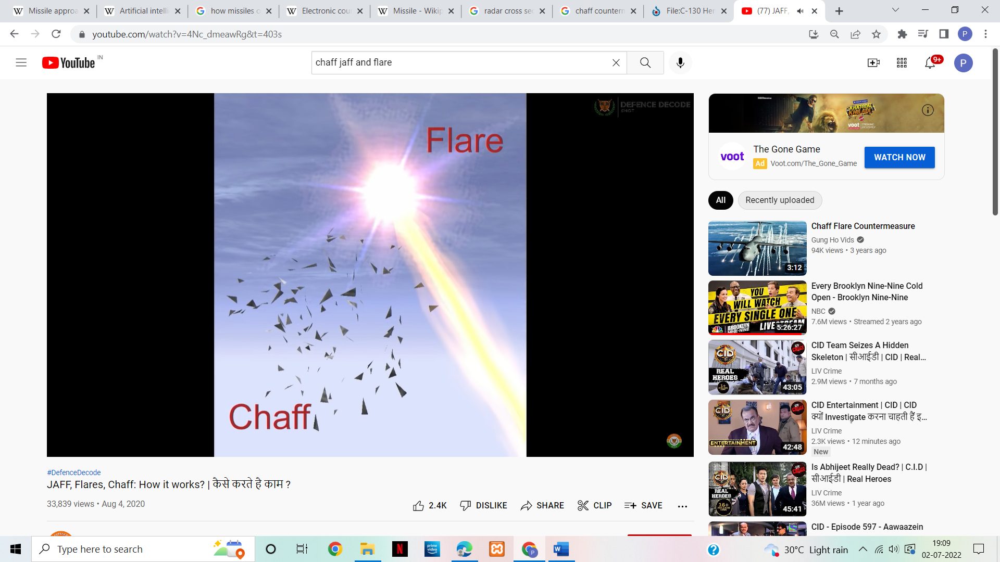 Missile approa
Artificial intelli
how missiles o
Electronic cou
Missile - Wikip
radar cross sec
chaff countern
File:C-130 Her
(77) JAFF,
youtube.com/watch?v=4Nc_dmeawRg&t=403s
P
YouTube IN
chaff jaff and flare
9+
P
DEFENCE DECODE
SHOT
Flare
Chaff
voot
The Gone Game
Ad Voot.com/The_Gone_Game
WATCH NOW
All
Recently uploaded
Chaff Flare Countermeasure
Gung Ho Vids
94K views • 3 years ago
3:12
YOU
WILL WATCH
EVERY SINGLE ONE
BROOKLYN
NINE-NINE
5:26:27
Every Brooklyn Nine-Nine Cold
Open - Brooklyn Nine-Nine
NBC
7.6M views • Streamed 2 years ago
CID
REAL
HEROES
43:05
CID Team Seizes A Hidden
Skeleton | सीआईडी | CID | Real...
LIV Crime
2.9M views • 7 months ago
CID
ENTERTAINMENT
42:48
CID Entertainment | CID | CID
क्यों Investigate करना चाहती हैं इ...
LIV Crime
2.3K views • 12 minutes ago
New
CID
REAL
HEROES
16+
45:41
Is Abhijeet Really Dead? | C.I.D |
सीआईडी | Real Heroes
LIV Crime
36M views • 1 year ago
CID - Episode 597 - Aawaazein
#DefenceDecode
JAFF, Flares, Chaff: How it works? | कैसे करते है काम ?
33,839 views • Aug 4, 2020
2.4K
DISLIKE
SHARE
CLIP
SAVE
Type here to search
30°C Light rain
19:09
02-07-2022